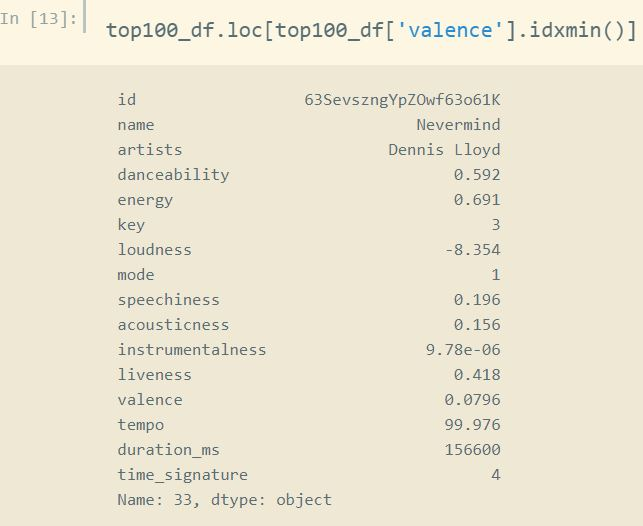 In [13]: top100_df.loc[top100_df['valence'].idxmin()]
id 63SevszngYpZOwf63o61K
name Nevermind
artists Dennis Lloyd
danceability 0.592
energy 0.691
key 3
loudness -8.354
mode 1
speechiness 0.196
acousticness 0.156
instrumentalness 9.78e-06
liveness 0.418
valence 0.0796
tempo 99.976
duration_ms 156600
time_signature 4
Name: 33, dtype: object